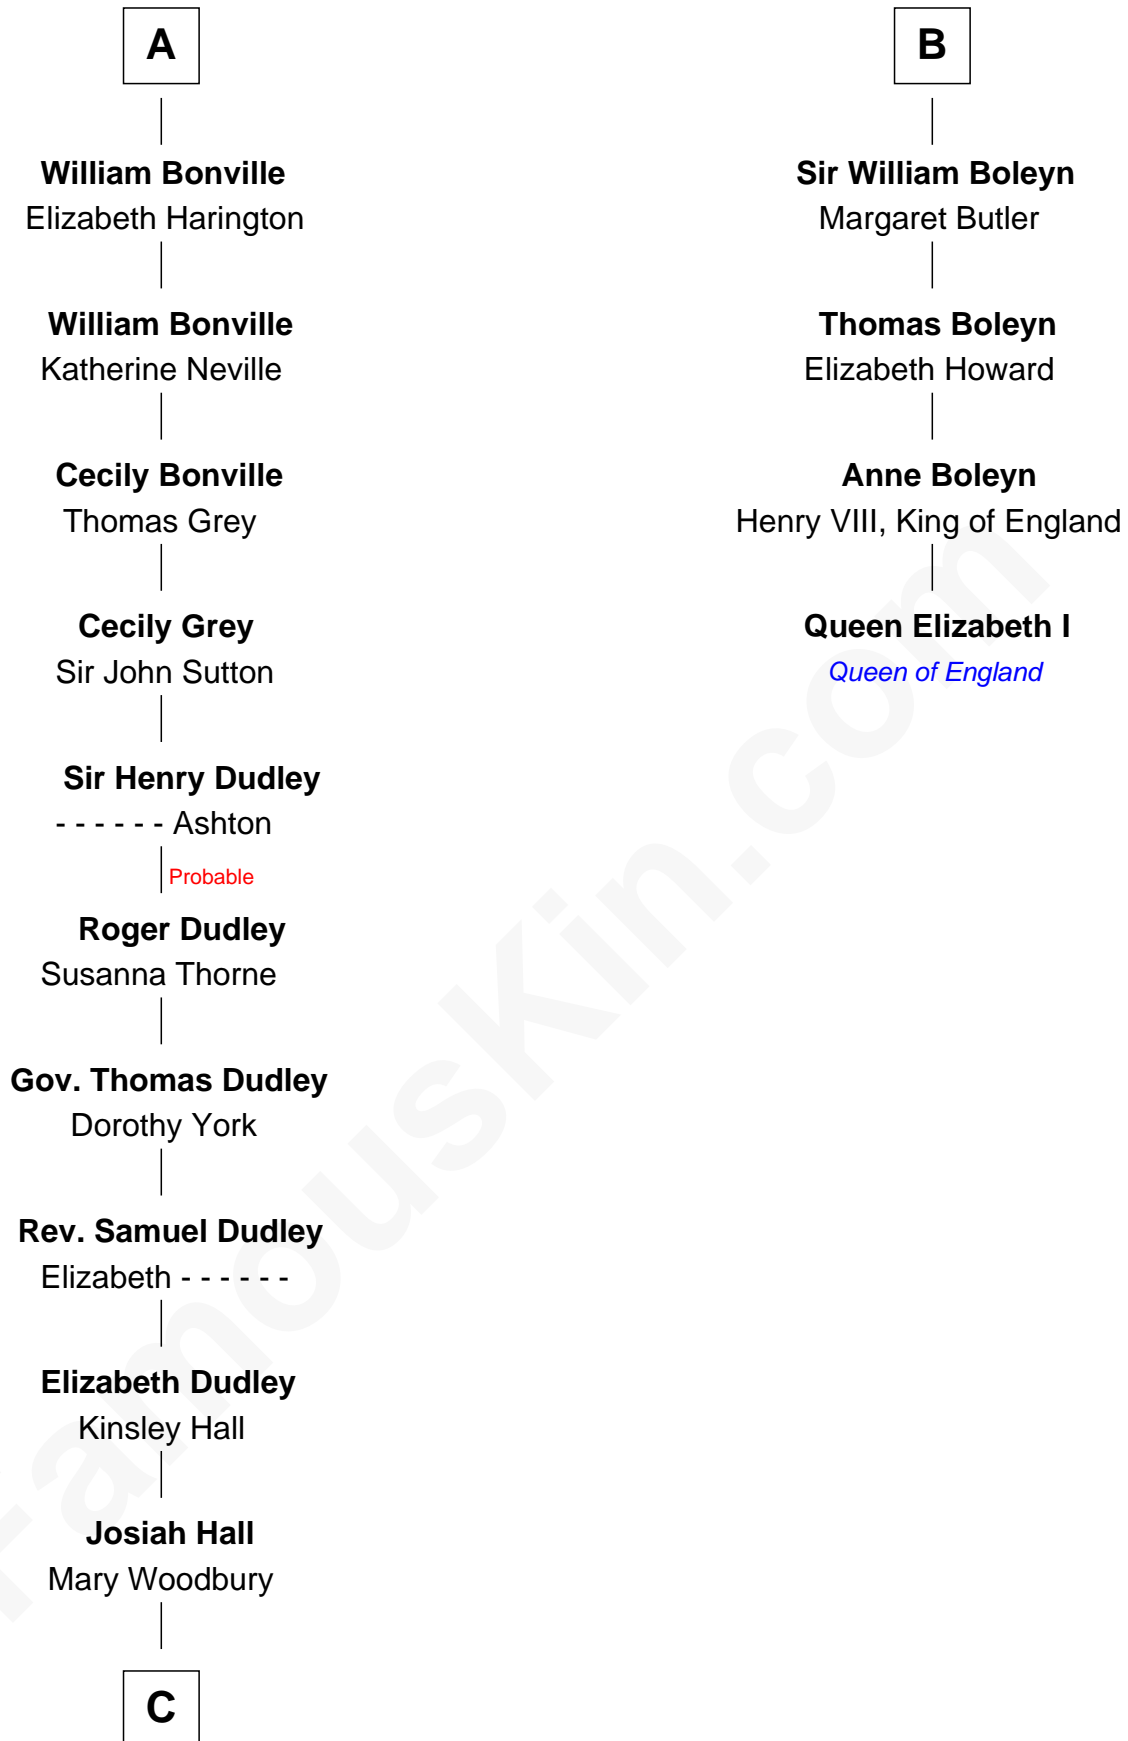 A
William Bonville
Elizabeth Harington
William Bonville
Katherine Neville
Cecily Bonville
Thomas Grey
Cecily Grey
Sir John Sutton
Sir Henry Dudley
- - - - - - Ashton
Probable
Roger Dudley
Susanna Thorne
Gov. Thomas Dudley
Dorothy York
Rev. Samuel Dudley
Elizabeth - - - - - -
Elizabeth Dudley
Kinsley Hall
Josiah Hall
Mary Woodbury
C
B
Sir William Boleyn
Margaret Butler
Thomas Boleyn
Elizabeth Howard
Anne Boleyn
Henry VIII, King of England
Queen Elizabeth I
Queen of England
FamousKin.com